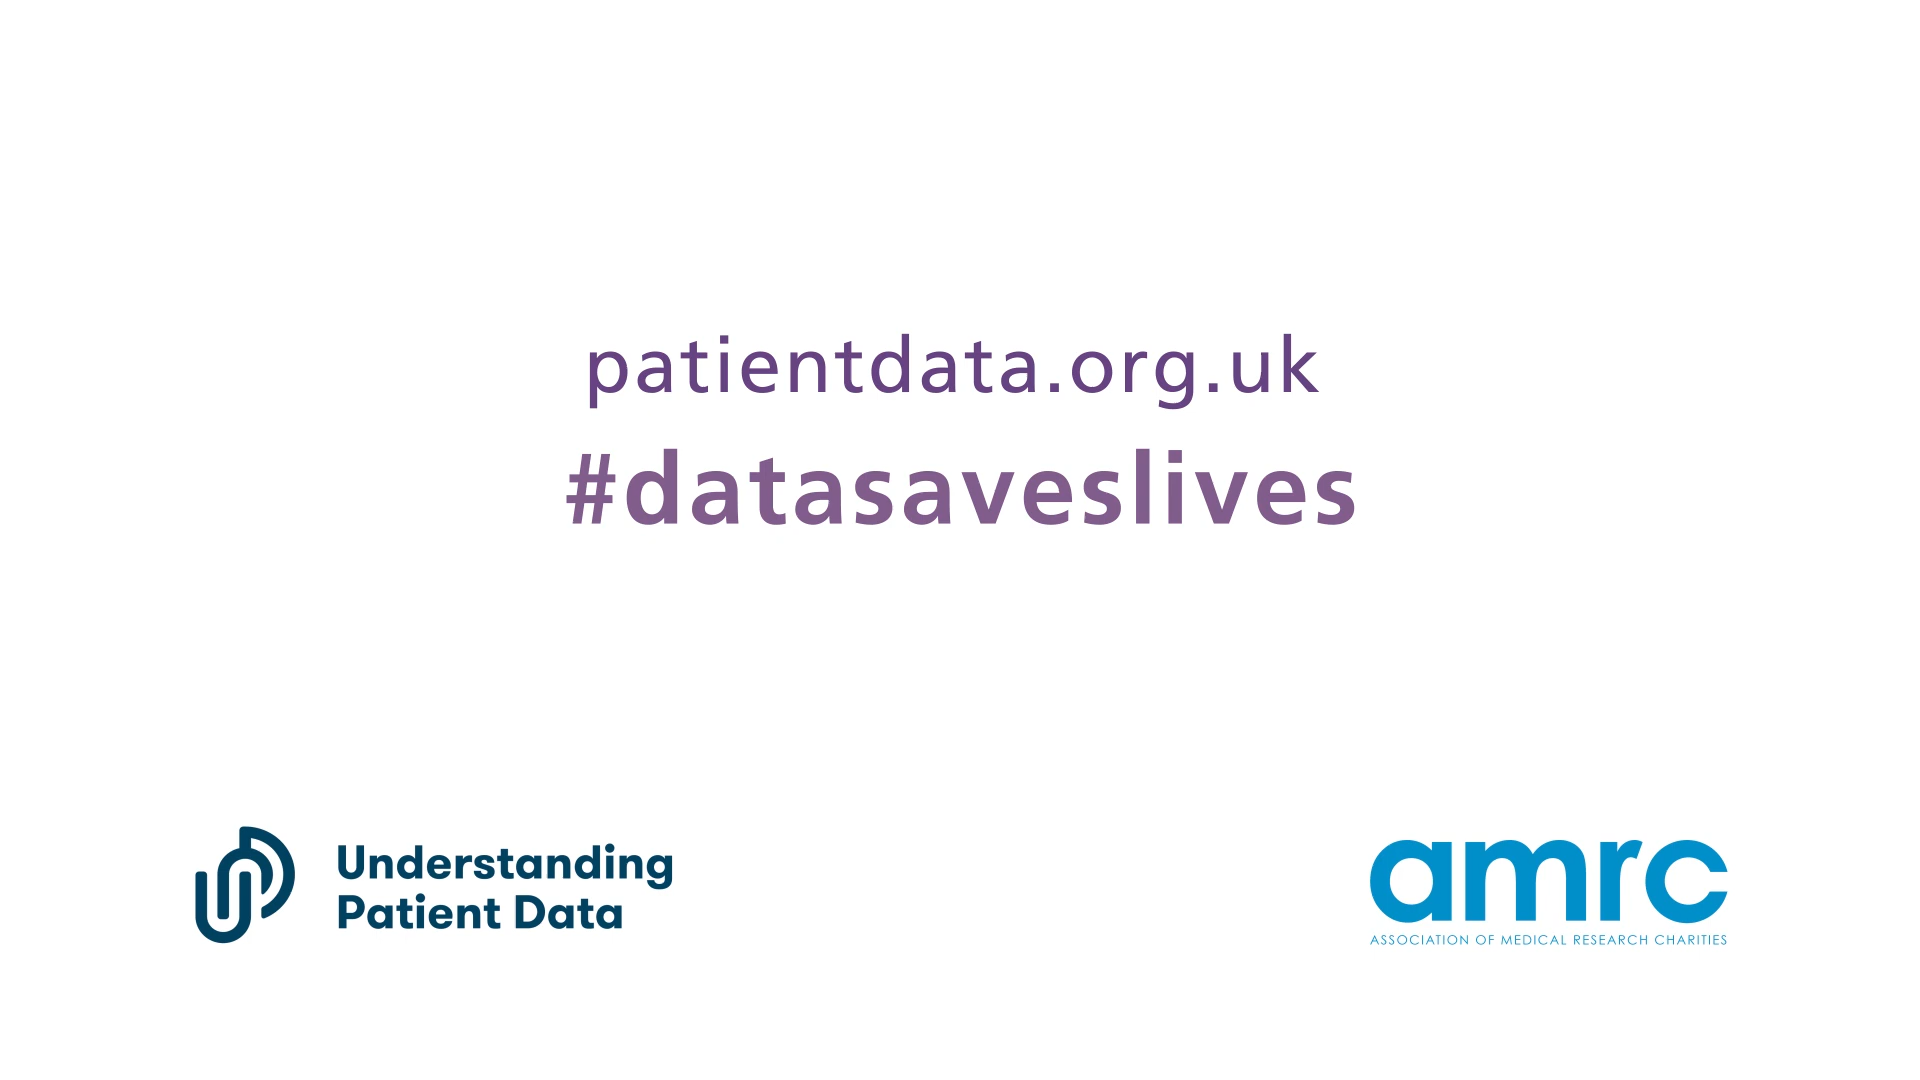 patientdata.org.uk
#datasaveslives
Understanding
Patient Data
amrc
ASSOCIATION OF MEDICAL RESEARCH CHARITIES